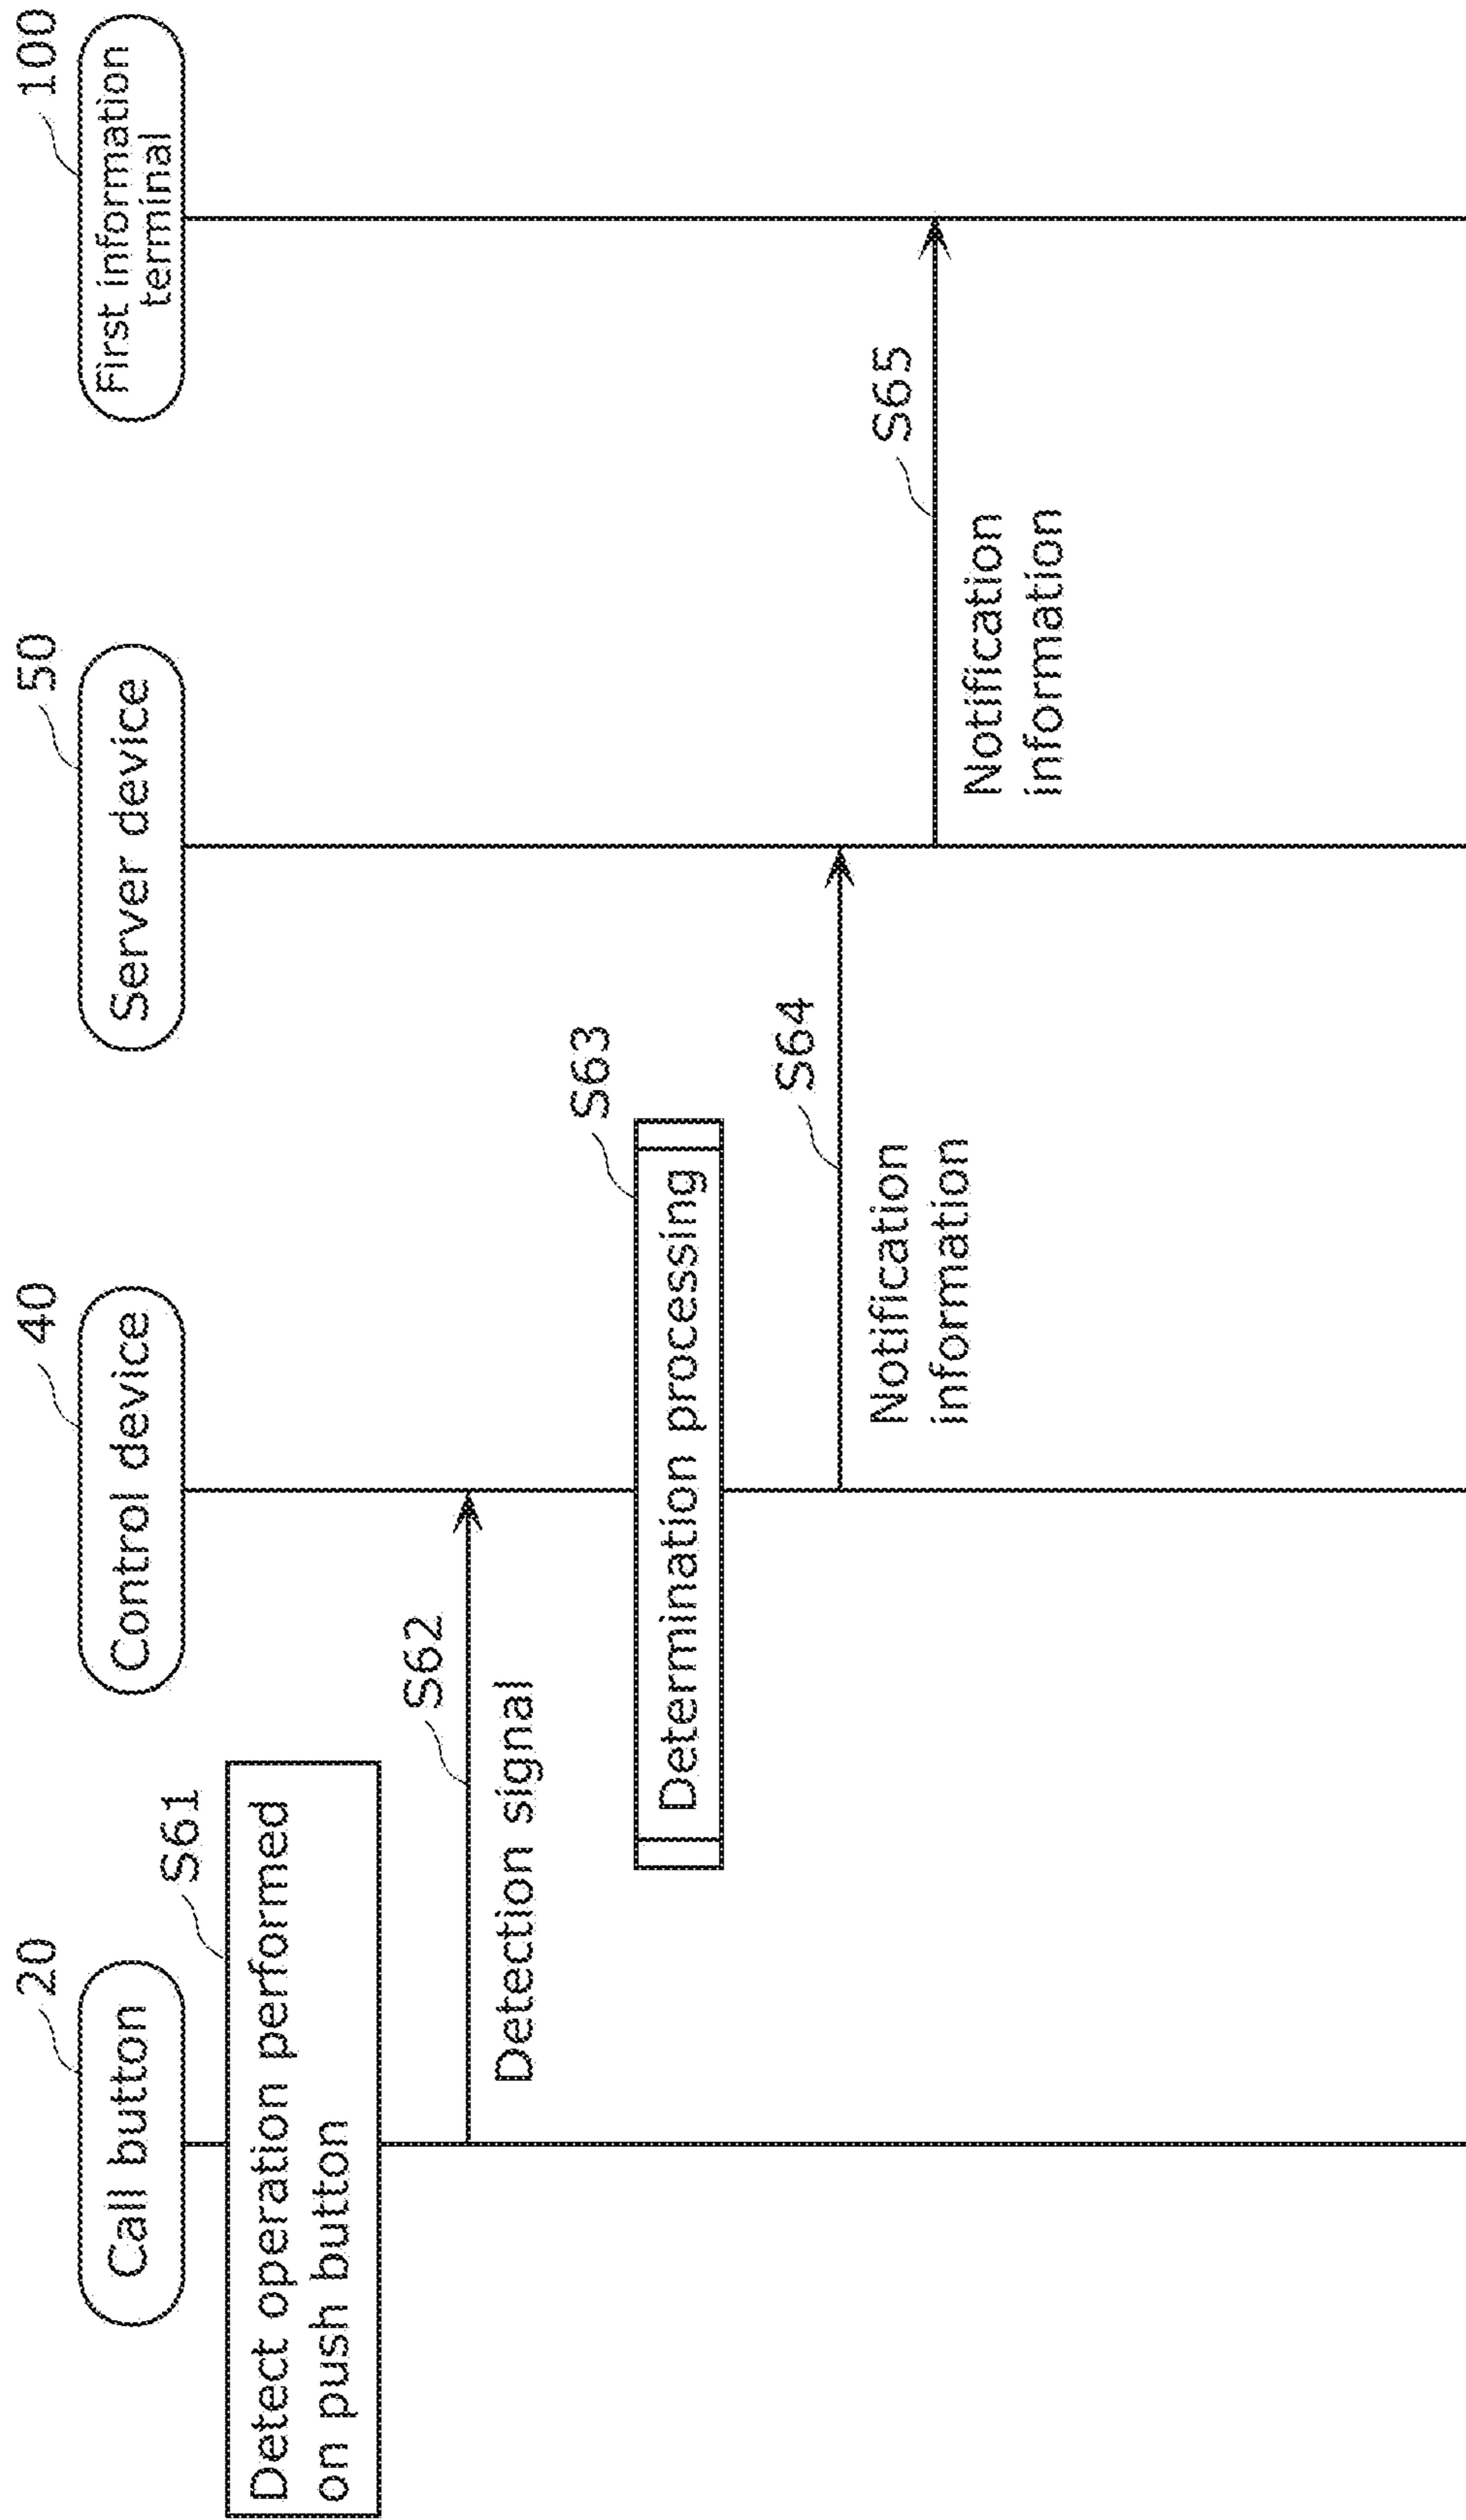 20
Call button
40
Control device
50
Server device
100
First information
terminal
S61
Detect operation performed
on push button
S62
Detection signal
S63
Determination processing
S64
Notification
information
S65
Notification
information